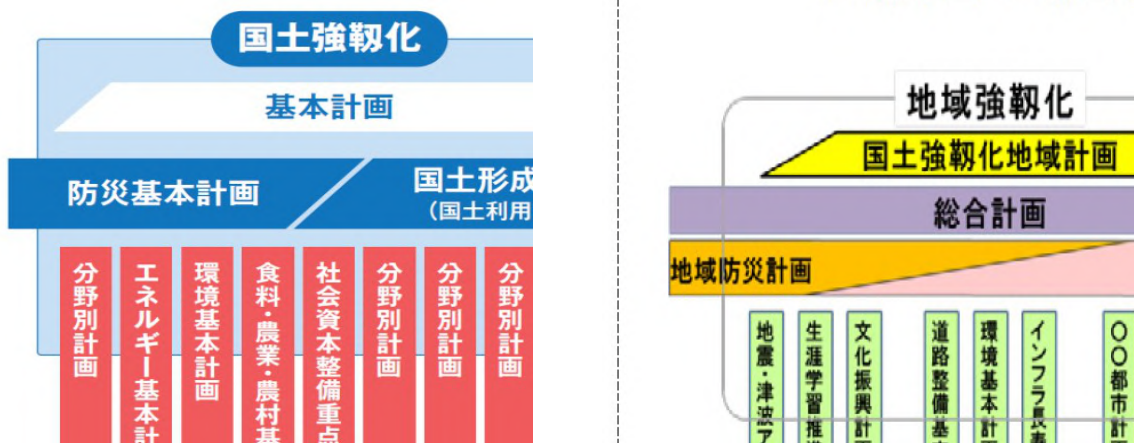 国土強靱化
基本計画
防災基本計画
国土形成
（国土利用
分野別計画
エネルギー基本計
環境基本計画
食料・農業・農村基
社会資本整備重点
分野別計画
分野別計画
分野別計画
地域強靱化
国土強靱化地域計画
総合計画
地域防災計画
地震・津波ア
生涯学習推進
文化振興計
道路整備基
環境基本計
インフラ長寿
〇〇都市計